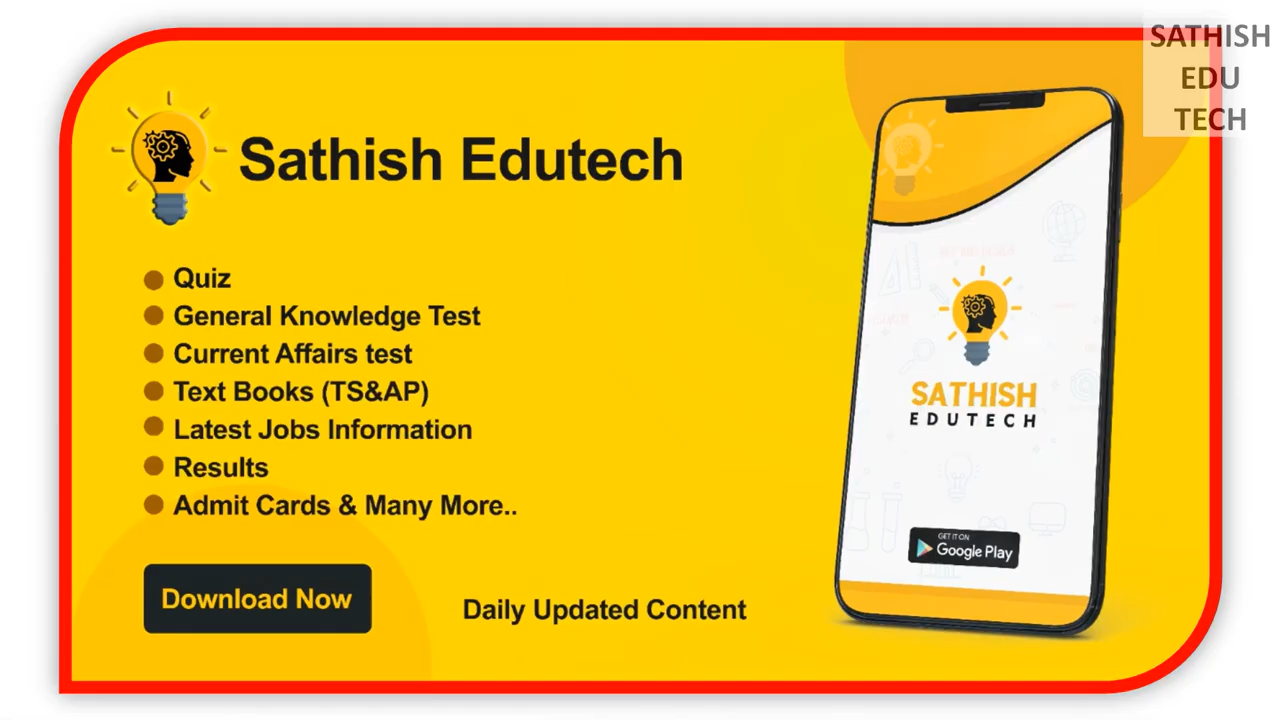 SATHISH
EDU
TECH
Sathish Edutech
Quiz
General Knowledge Test
Current Affairs test
Text Books (TS&AP)
Latest Jobs Information
Results
Admit Cards & Many More..
Download Now
Daily Updated Content
SATHISH
EDUTECH
GET IT ON
Google Play